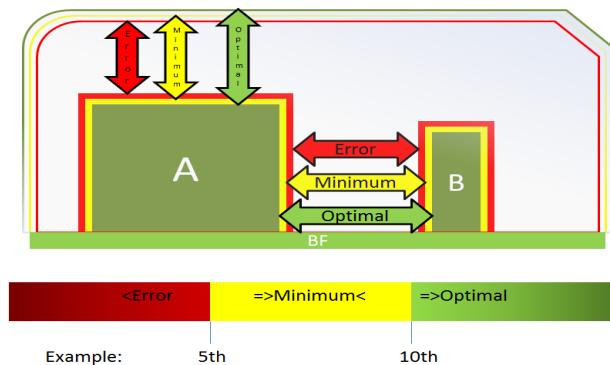 Error
Minimum
Optimal
A
Error
Minimum
Optimal
B
BF
<Error =>Minimum< =>Optimal
Example: 5th 10th